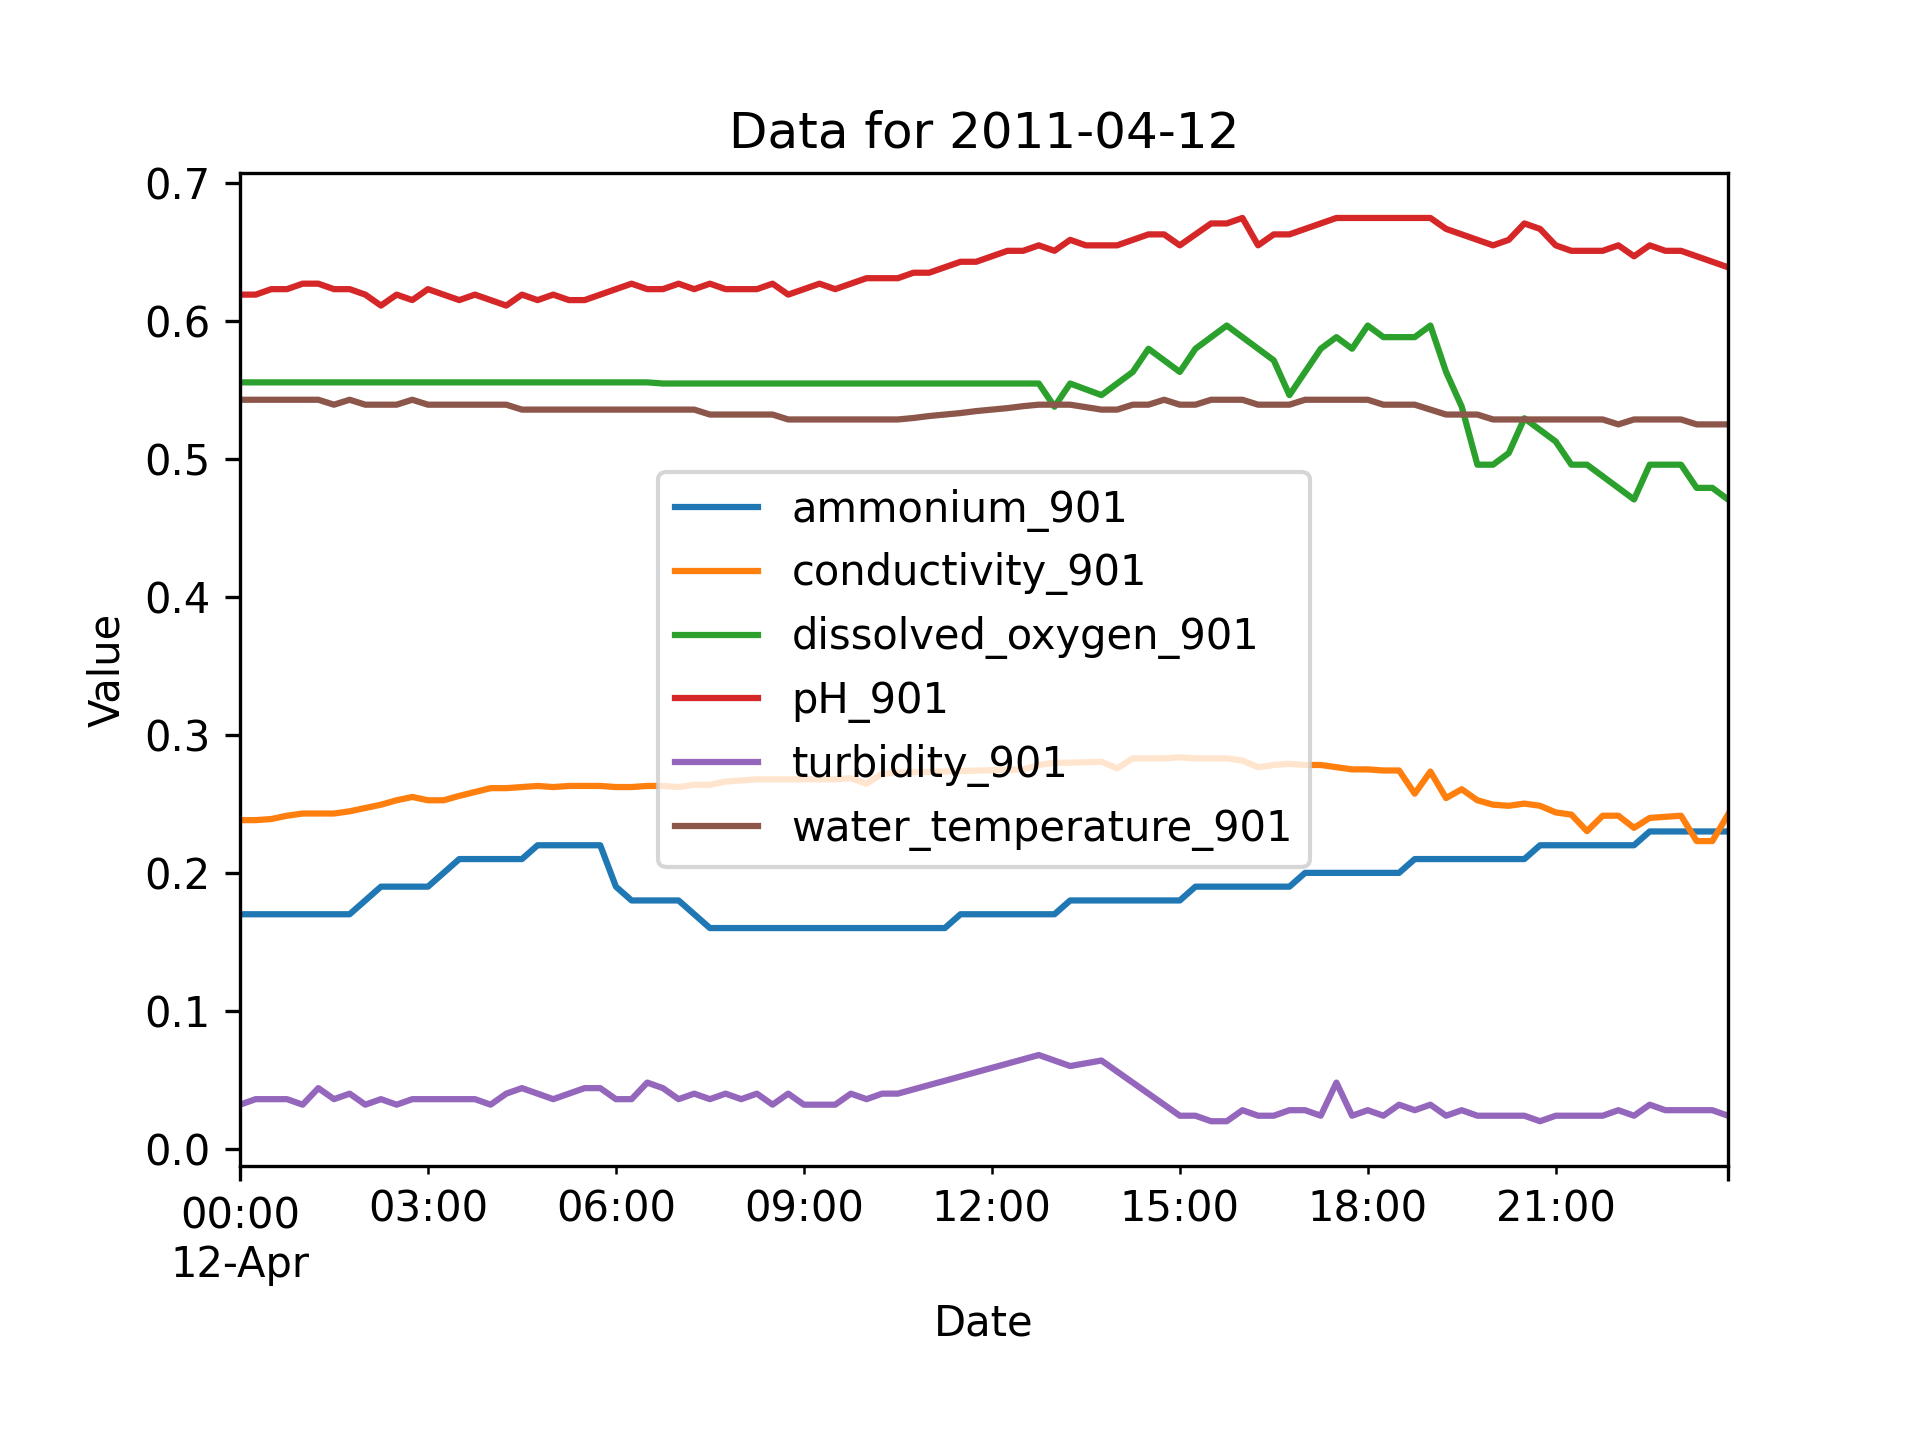 Data for 2011-04-12
0.7
0.6
0.5
0.4
0.3
0.2
0.1
0.0
Value
ammonium_901
conductivity_901
dissolved_oxygen_901
pH_901
turbidity_901
water_temperature_901
00:00 03:00 06:00 09:00 12:00 15:00 18:00 21:00
12-Apr
Date